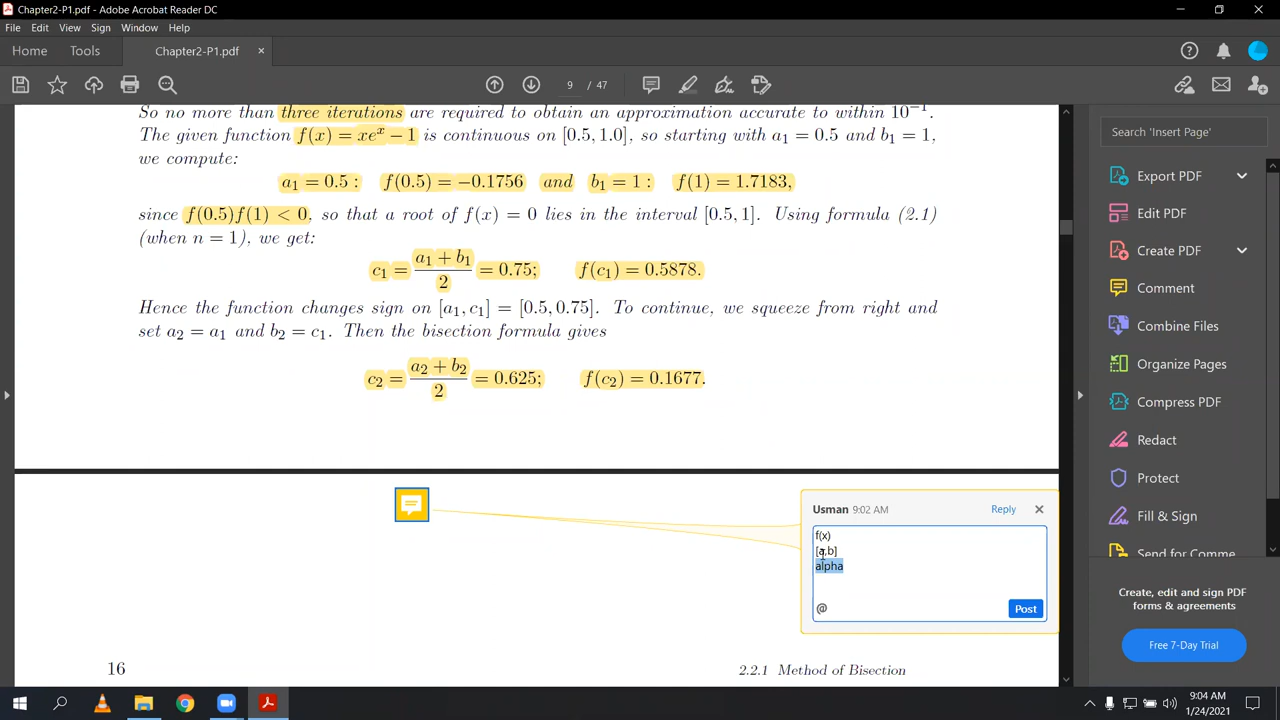 Chapter2-P1.pdf - Adobe Acrobat Reader DC
File Edit View Sign Window Help
Home Tools Chapter2-P1.pdf ×
9 / 47
So no more than three iterations are required to obtain an approximation accurate to within 10⁻¹.
The given function f(x) = xeˣ − 1 is continuous on [0.5, 1.0], so starting with a₁ = 0.5 and b₁ = 1,
we compute:
a₁ = 0.5 : f(0.5) = −0.1756 and b₁ = 1 : f(1) = 1.7183,
since f(0.5)f(1) < 0, so that a root of f(x) = 0 lies in the interval [0.5, 1]. Using formula (2.1)
(when n = 1), we get:
c₁ = (a₁ + b₁)/2 = 0.75; f(c₁) = 0.5878.
Hence the function changes sign on [a₁, c₁] = [0.5, 0.75]. To continue, we squeeze from right and
set a₂ = a₁ and b₂ = c₁. Then the bisection formula gives
c₂ = (a₂ + b₂)/2 = 0.625; f(c₂) = 0.1677.
Usman 9:02 AM Reply ×
f(x)
[a,b]
alpha
@ Post
16 2.2.1 Method of Bisection
Search 'Insert Page'
Export PDF
Edit PDF
Create PDF
Comment
Combine Files
Organize Pages
Compress PDF
Redact
Protect
Fill & Sign
Send for Comme
Create, edit and sign PDF
forms & agreements
Free 7-Day Trial
9:04 AM
1/24/2021